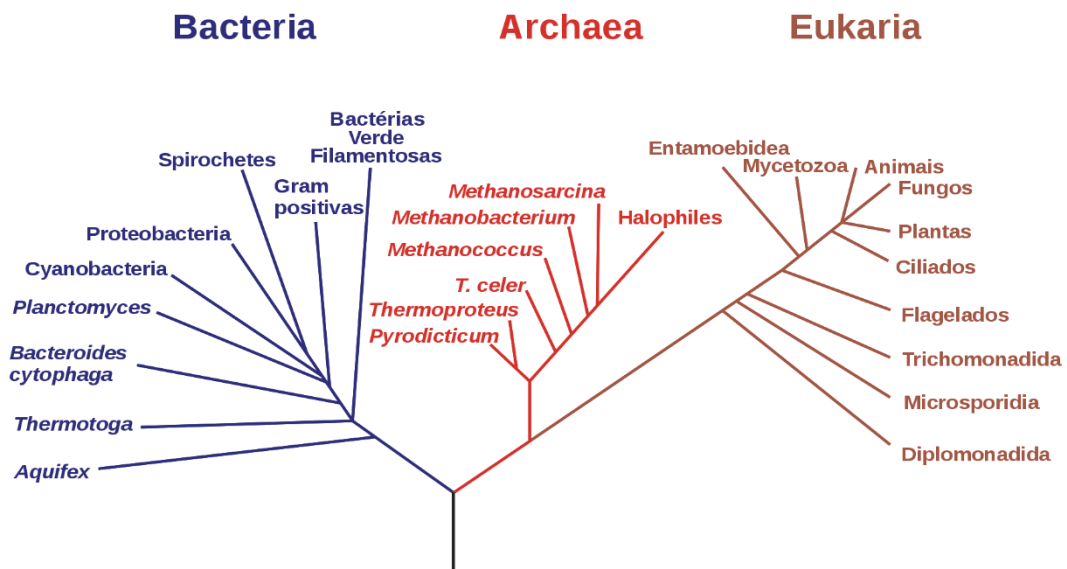 Bacteria
Archaea
Eukaria
Bactérias
Verde
Filamentosas
Spirochetes
Gram
positivas
Proteobacteria
Cyanobacteria
Planctomyces
Bacteroides
cytophaga
Thermotoga
Aquifex
Methanosarcina
Methanobacterium
Halophiles
Methanococcus
T. celer
Thermoproteus
Pyrodicticum
Entamoebidea
Mycetozoa
Animais
Fungos
Plantas
Ciliados
Flagelados
Trichomonadida
Microsporidia
Diplomonadida